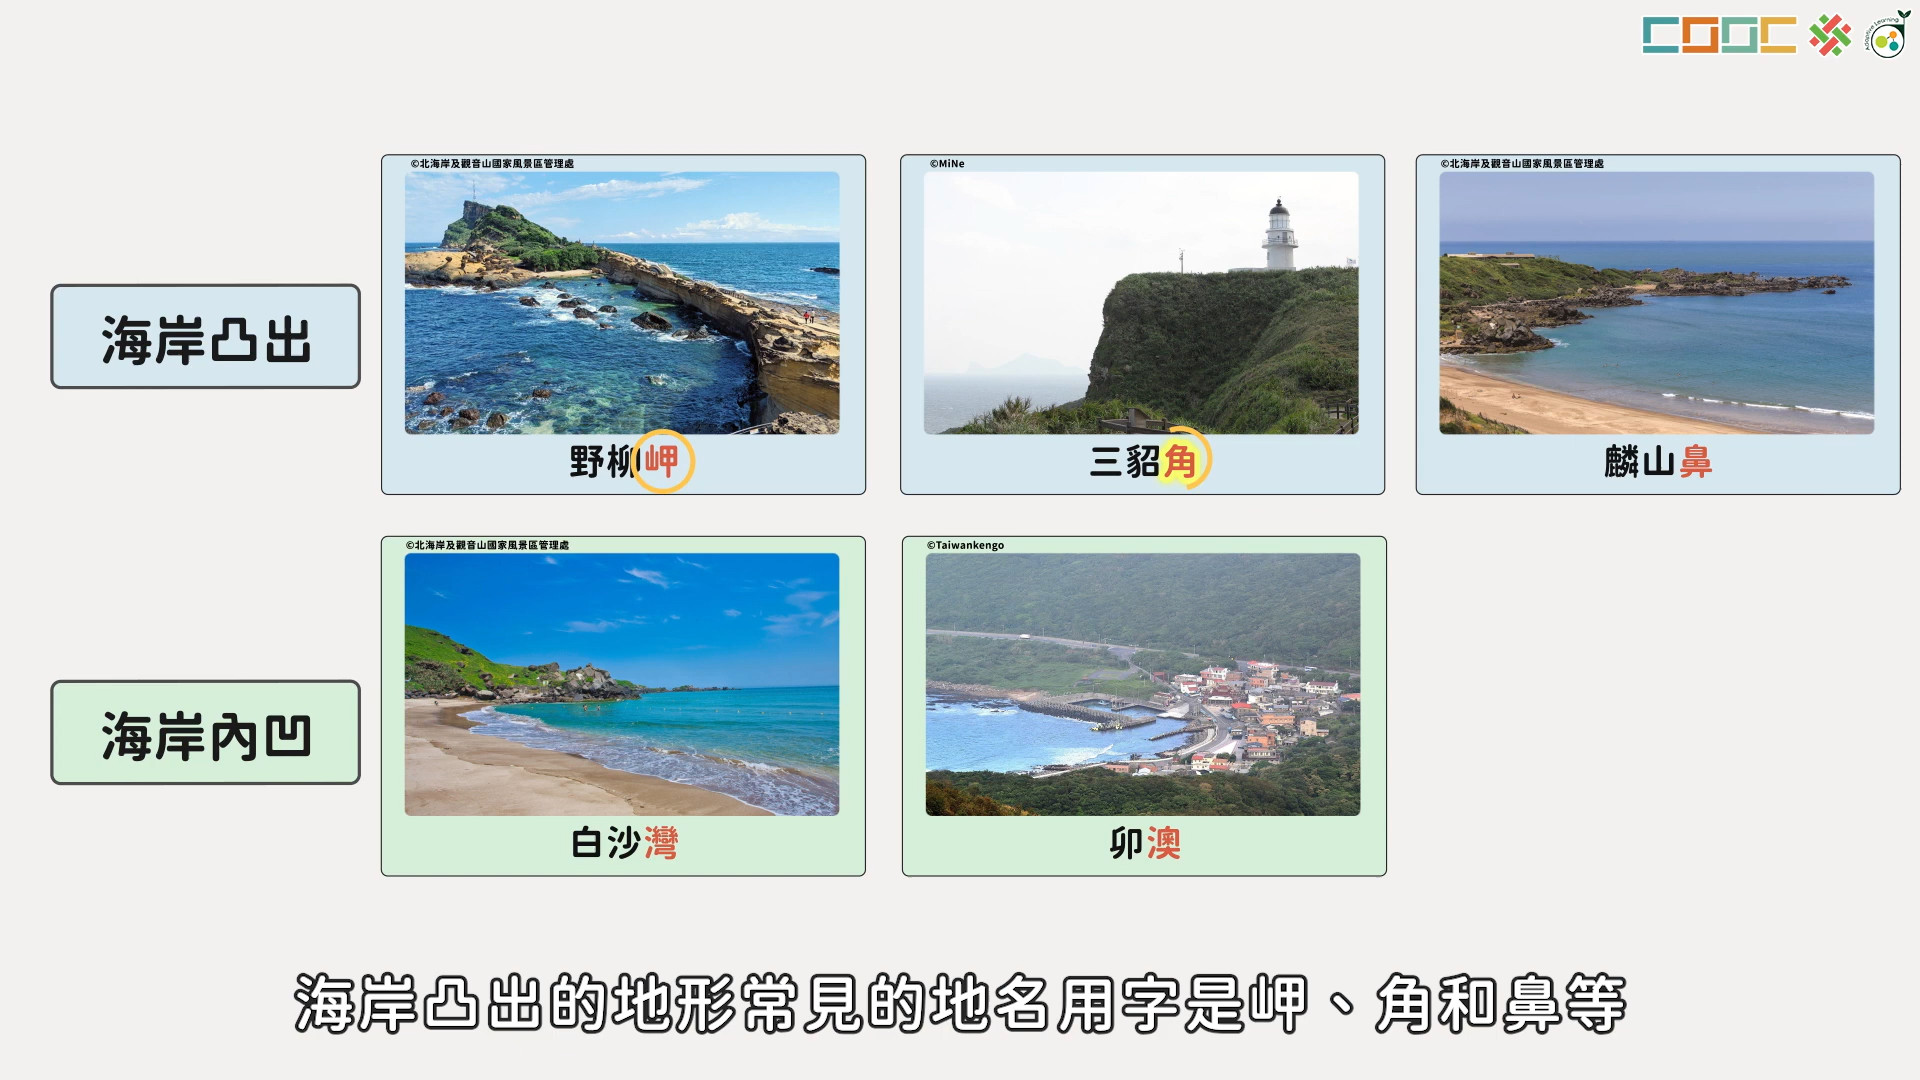 COOC
Adaptive Learning
©北海岸及觀音山國家風景區管理處
©MiNe
©北海岸及觀音山國家風景區管理處
海岸凸出
野柳岬
三貂角
麟山鼻
©北海岸及觀音山國家風景區管理處
©Taiwankengo
海岸內凹
白沙灣
卯澳
海岸凸出的地形常見的地名用字是岬、角和鼻等